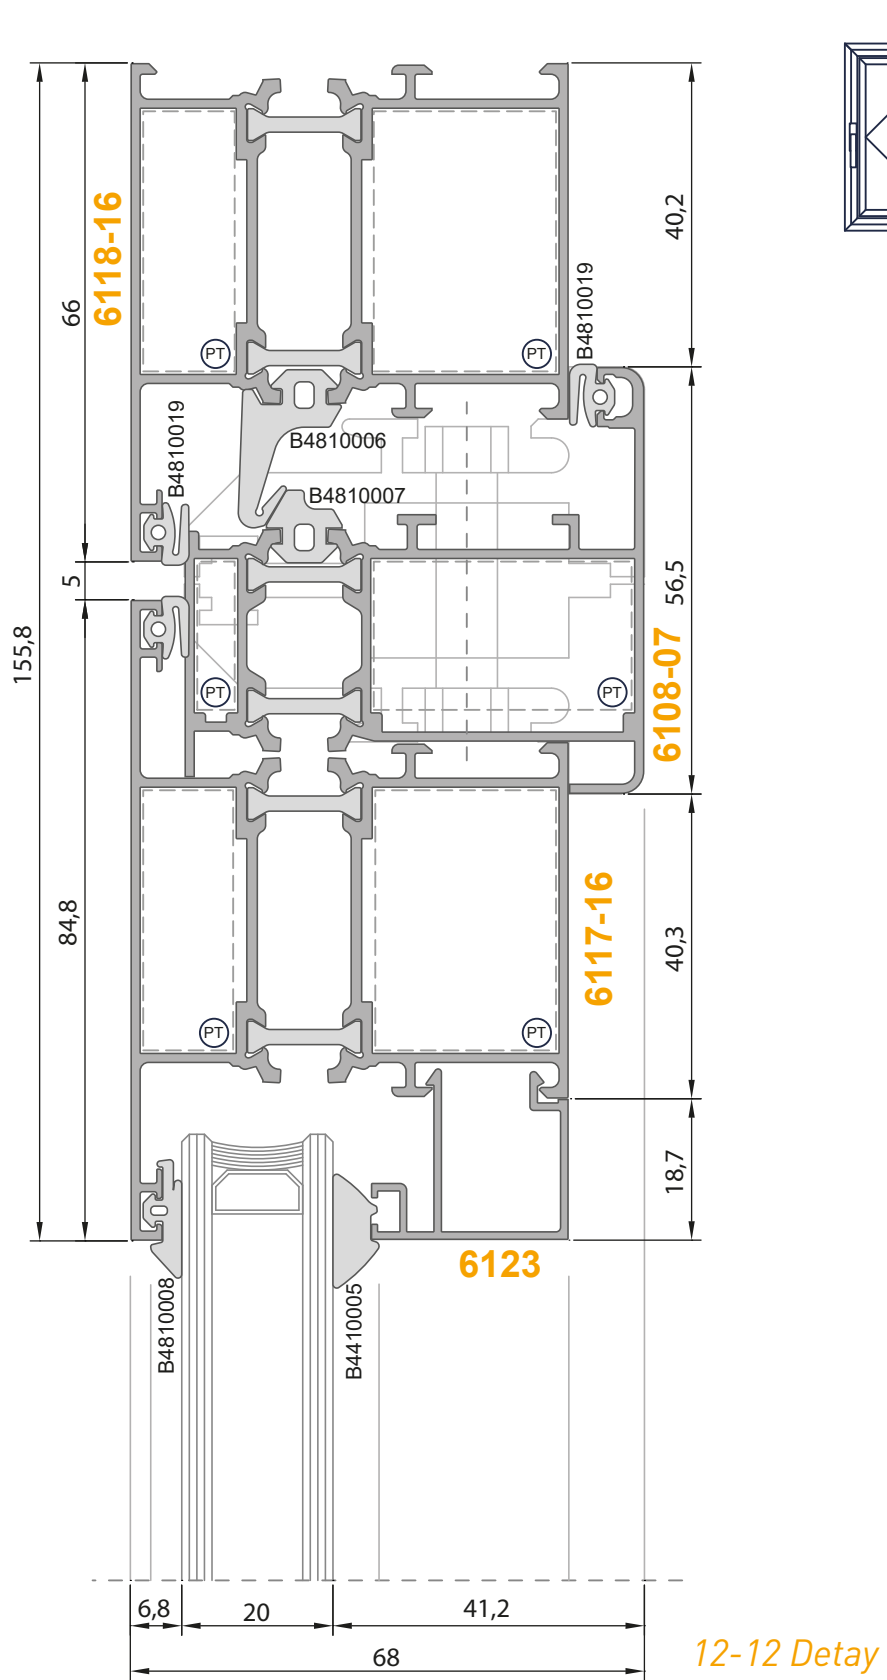 6118-16
66
40,2
B4810019
PT
PT
B4810019
B4810006
B4810007
5
155,8
56,5
6108-07
PT
PT
84,8
6117-16
40,3
PT
PT
18,7
6123
B4810008
B4410005
6,8
20
41,2
68
12-12 Detay